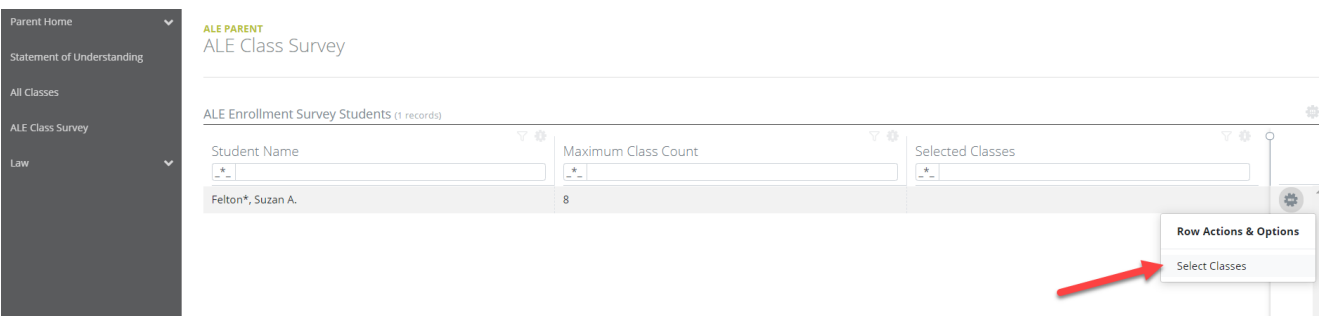 Parent Home
Statement of Understanding
All Classes
ALE Class Survey
Law
ALE PARENT
ALE Class Survey
ALE Enrollment Survey Students (1 records)
Student Name
Maximum Class Count
Selected Classes
_*_
_*_
_*_
Felton*, Suzan A.
8
Row Actions & Options
Select Classes